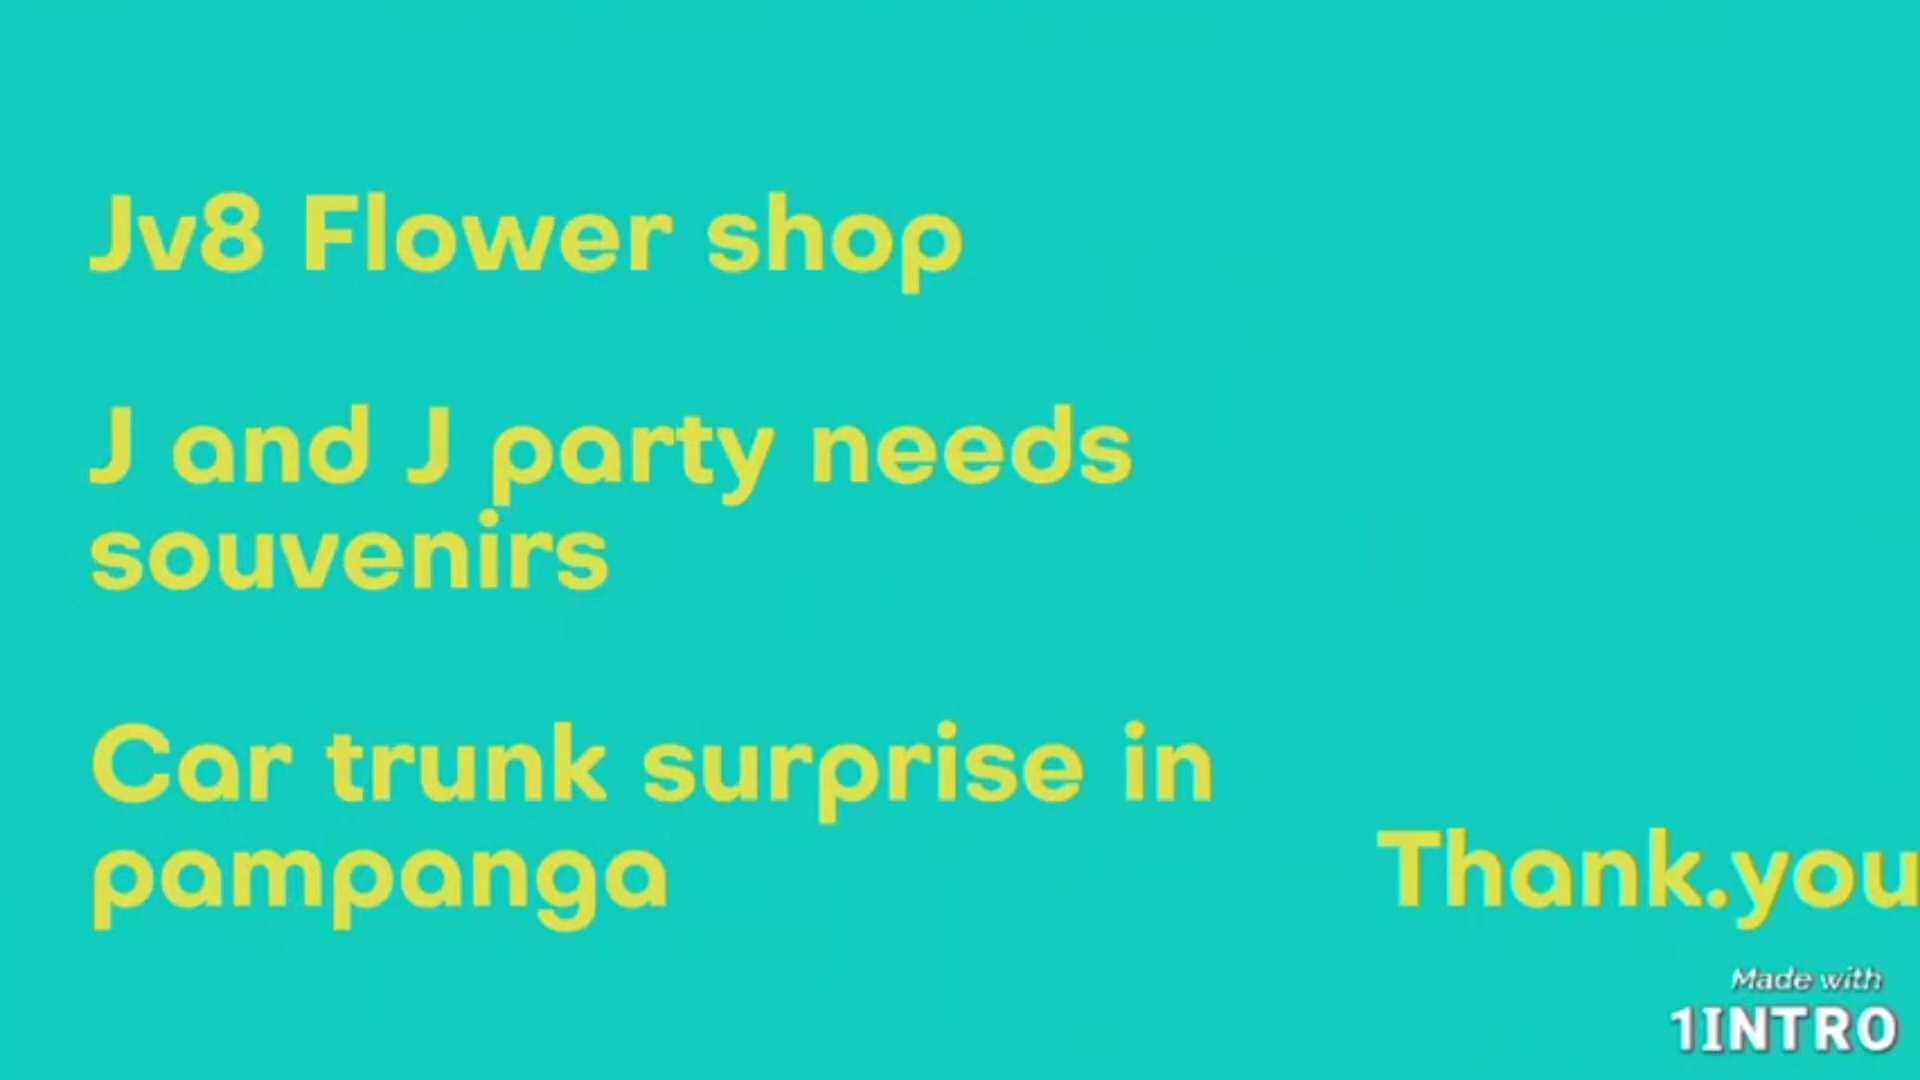 Jv8 Flower shop
J and J party needs
souvenirs
Car trunk surprise in
pampanga
Thank.you
Made with
1INTRO